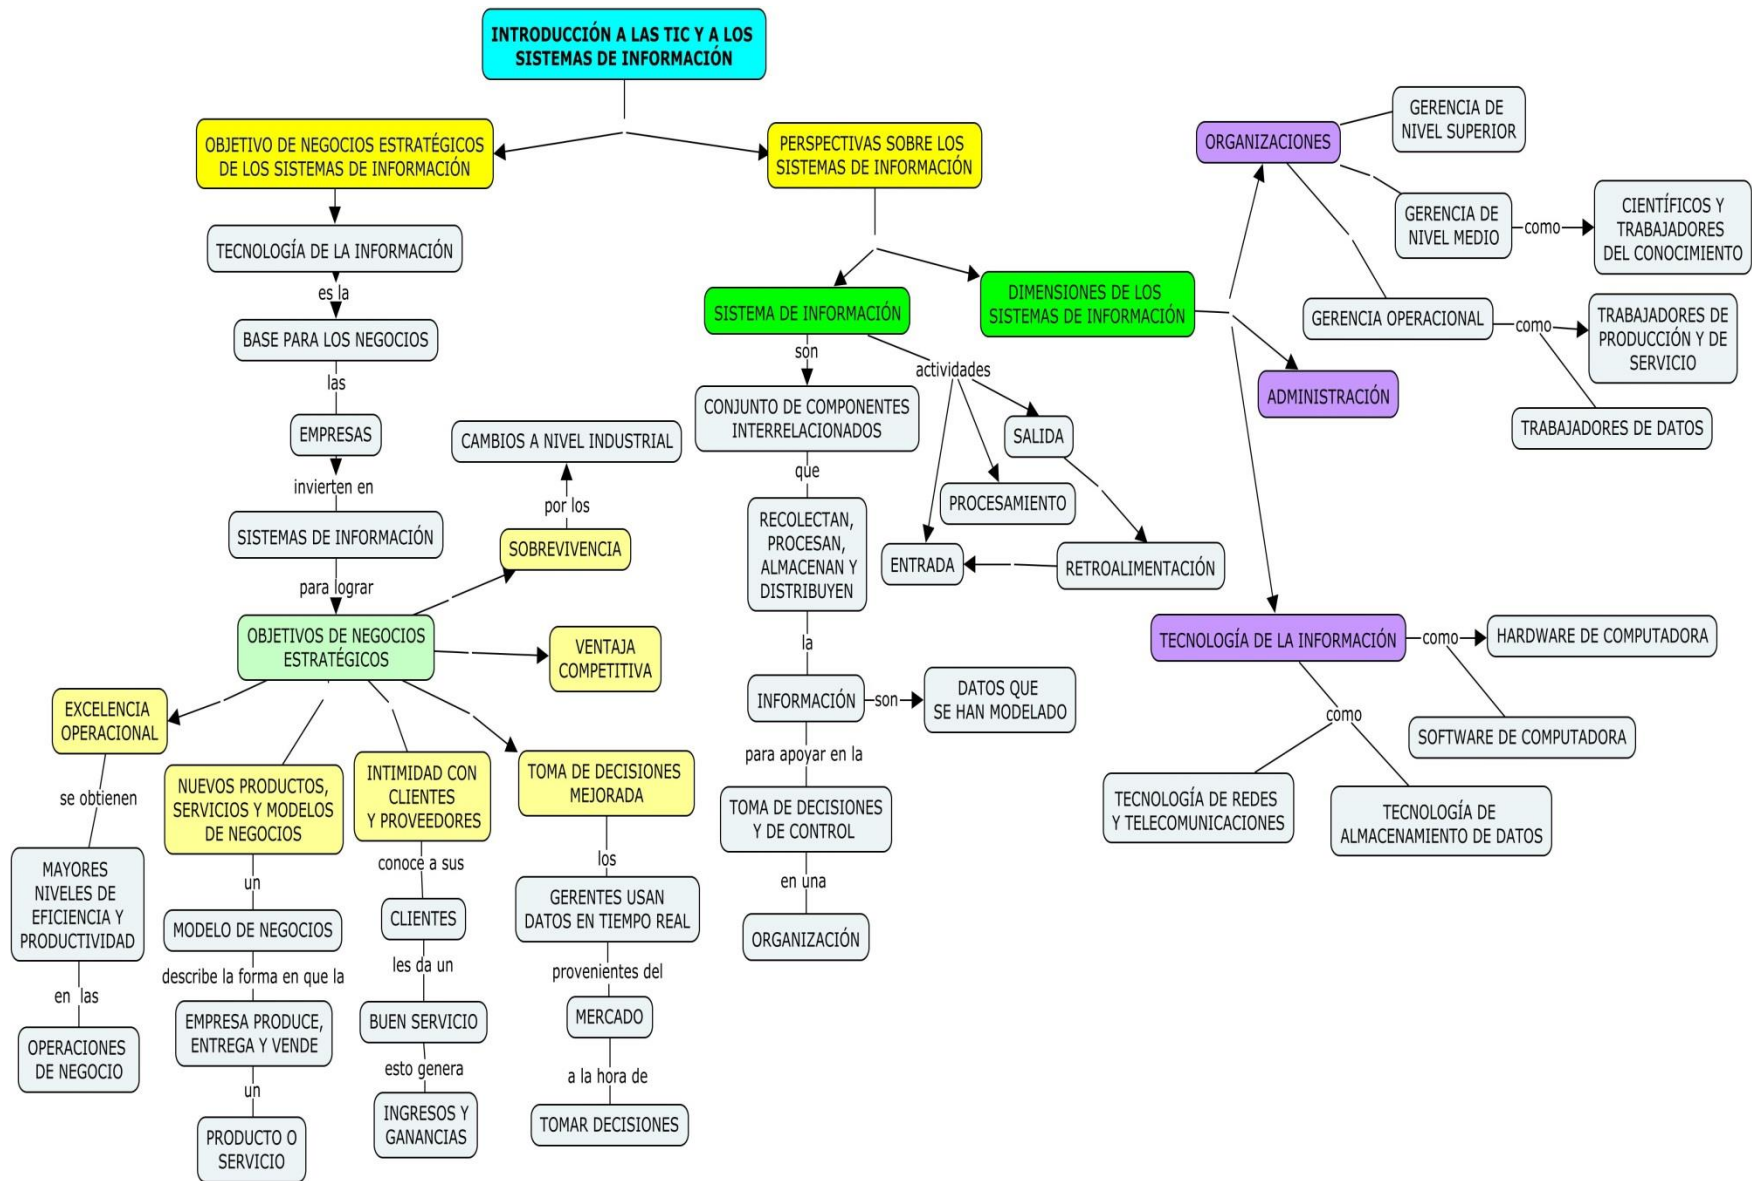 INTRODUCCIÓN A LAS TIC Y A LOS
SISTEMAS DE INFORMACIÓN
OBJETIVO DE NEGOCIOS ESTRATÉGICOS
DE LOS SISTEMAS DE INFORMACIÓN
TECNOLOGÍA DE LA INFORMACIÓN
es la
BASE PARA LOS NEGOCIOS
las
EMPRESAS
invierten en
SISTEMAS DE INFORMACIÓN
para lograr
OBJETIVOS DE NEGOCIOS
ESTRATÉGICOS
SOBREVIVENCIA
por los
CAMBIOS A NIVEL INDUSTRIAL
VENTAJA
COMPETITIVA
EXCELENCIA
OPERACIONAL
se obtienen
MAYORES
NIVELES DE
EFICIENCIA Y
PRODUCTIVIDAD
en las
OPERACIONES
DE NEGOCIO
NUEVOS PRODUCTOS,
SERVICIOS Y MODELOS
DE NEGOCIOS
un
MODELO DE NEGOCIOS
describe la forma en que la
EMPRESA PRODUCE,
ENTREGA Y VENDE
un
PRODUCTO O
SERVICIO
INTIMIDAD CON
CLIENTES
Y PROVEEDORES
conoce a sus
CLIENTES
les da un
BUEN SERVICIO
esto genera
INGRESOS Y
GANANCIAS
TOMA DE DECISIONES
MEJORADA
los
GERENTES USAN
DATOS EN TIEMPO REAL
provenientes del
MERCADO
a la hora de
TOMAR DECISIONES
PERSPECTIVAS SOBRE LOS
SISTEMAS DE INFORMACIÓN
SISTEMA DE INFORMACIÓN
son
CONJUNTO DE COMPONENTES
INTERRELACIONADOS
que
RECOLECTAN,
PROCESAN,
ALMACENAN Y
DISTRIBUYEN
la
INFORMACIÓN
son
DATOS QUE
SE HAN MODELADO
para apoyar en la
TOMA DE DECISIONES
Y DE CONTROL
en una
ORGANIZACIÓN
actividades
SALIDA
PROCESAMIENTO
ENTRADA
RETROALIMENTACIÓN
DIMENSIONES DE LOS
SISTEMAS DE INFORMACIÓN
ORGANIZACIONES
GERENCIA DE
NIVEL SUPERIOR
GERENCIA DE
NIVEL MEDIO
como
CIENTÍFICOS Y
TRABAJADORES
DEL CONOCIMIENTO
GERENCIA OPERACIONAL
como
TRABAJADORES DE
PRODUCCIÓN Y DE
SERVICIO
TRABAJADORES DE DATOS
ADMINISTRACIÓN
TECNOLOGÍA DE LA INFORMACIÓN
como
HARDWARE DE COMPUTADORA
SOFTWARE DE COMPUTADORA
como
TECNOLOGÍA DE REDES
Y TELECOMUNICACIONES
TECNOLOGÍA DE
ALMACENAMIENTO DE DATOS